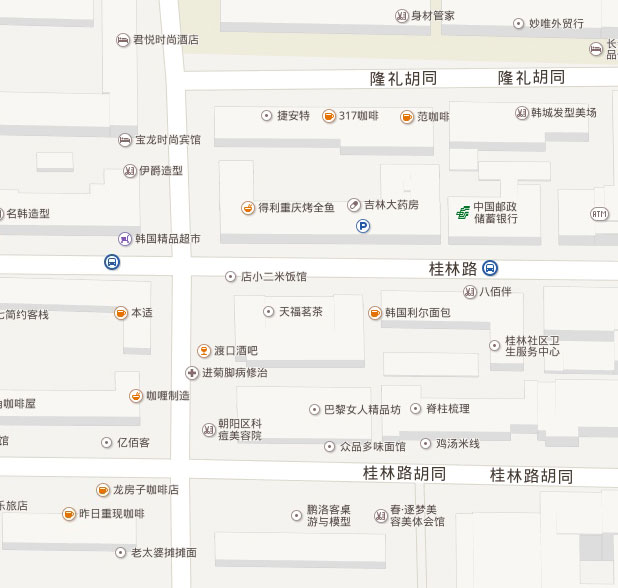 身材管家
妙唯外贸行
君悦时尚酒店
长
品
隆礼胡同
隆礼胡同
捷安特
317咖啡
范咖啡
韩城发型美场
宝龙时尚宾馆
伊爵造型
名韩造型
得利重庆烤全鱼
吉林大药房
中国邮政
储蓄银行
ATM
P
韩国精品超市
桂林路
店小二米饭馆
八佰伴
七简约客栈
本适
天福茗茶
韩国利尔面包
桂林社区卫
生服务中心
渡口酒吧
进菊脚病修治
咖喱制造
咖啡屋
巴黎女人精品坊
脊柱梳理
朝阳区科
痘美容院
馆
亿佰客
众品多味面馆
鸡汤米线
桂林路胡同
桂林路胡同
龙房子咖啡店
乐旅店
昨日重现咖啡
鹏洛客桌
游与模型
春·逐梦美
容美体会馆
老太婆摊摊面